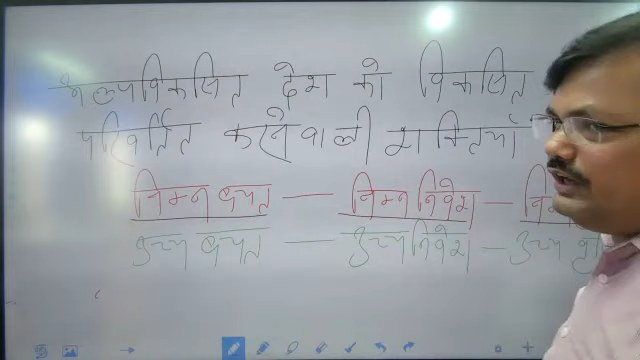 अल्पविकसित देश को विकसित
परिवर्तित करने वाली शक्तियाँ
निम्न बचत — निम्न निवेश —
उच्च बचत — उच्च निवेश — उच्च